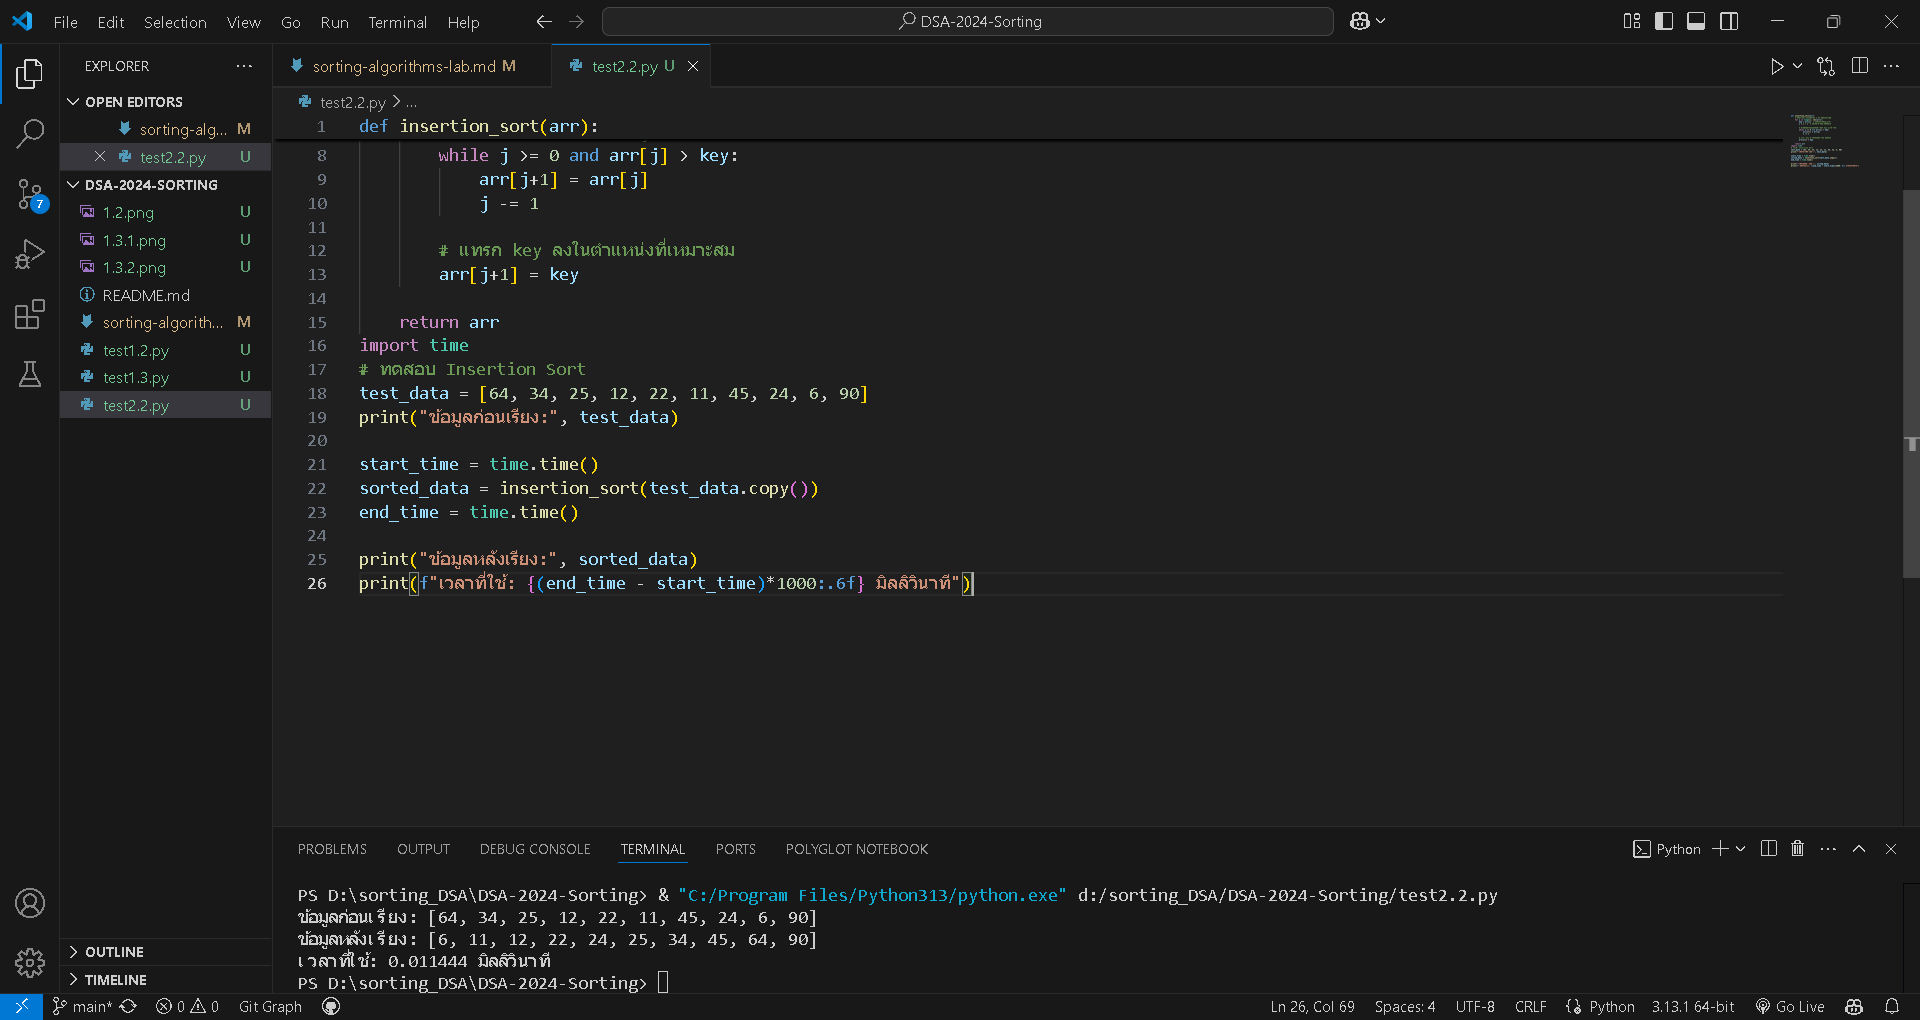 File Edit Selection View Go Run Terminal Help
DSA-2024-Sorting
EXPLORER
OPEN EDITORS
sorting-alg... M
test2.2.py U
DSA-2024-SORTING
1.2.png U
1.3.1.png U
1.3.2.png U
README.md
sorting-algorith... M
test1.2.py U
test1.3.py U
test2.2.py U
OUTLINE
TIMELINE
7
sorting-algorithms-lab.md M
test2.2.py U
test2.2.py > ...
1 def insertion_sort(arr):
8 while j >= 0 and arr[j] > key:
9 arr[j+1] = arr[j]
10 j -= 1
11
12 # แทรก key ลงในตำแหน่งที่เหมาะสม
13 arr[j+1] = key
14
15 return arr
16 import time
17 # ทดสอบ Insertion Sort
18 test_data = [64, 34, 25, 12, 22, 11, 45, 24, 6, 90]
19 print("ข้อมูลก่อนเรียง:", test_data)
20
21 start_time = time.time()
22 sorted_data = insertion_sort(test_data.copy())
23 end_time = time.time()
24
25 print("ข้อมูลหลังเรียง:", sorted_data)
26 print(f"เวลาที่ใช้: {(end_time - start_time)*1000:.6f} มิลลิวินาที")
PROBLEMS OUTPUT DEBUG CONSOLE TERMINAL PORTS POLYGLOT NOTEBOOK
Python
PS D:\sorting_DSA\DSA-2024-Sorting> & "C:/Program Files/Python313/python.exe" d:/sorting_DSA/DSA-2024-Sorting/test2.2.py
ข้อมูลก่อนเรียง: [64, 34, 25, 12, 22, 11, 45, 24, 6, 90]
ข้อมูลหลังเรียง: [6, 11, 12, 22, 24, 25, 34, 45, 64, 90]
เวลาที่ใช้: 0.011444 มิลลิวินาที
PS D:\sorting_DSA\DSA-2024-Sorting>
main* 0 0 Git Graph
Ln 26, Col 69 Spaces: 4 UTF-8 CRLF Python 3.13.1 64-bit Go Live